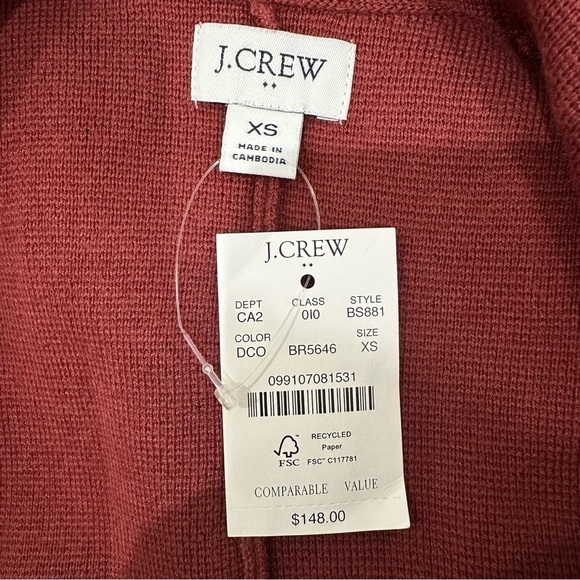 J.CREW
XS
MADE IN
CAMBODIA
J.CREW
DEPT CLASS STYLE
CA2 0I0 BS881
COLOR SIZE
DCO BR5646 XS
099107081531
RECYCLED
Paper
FSC FSC™ C117781
COMPARABLE VALUE
$148.00